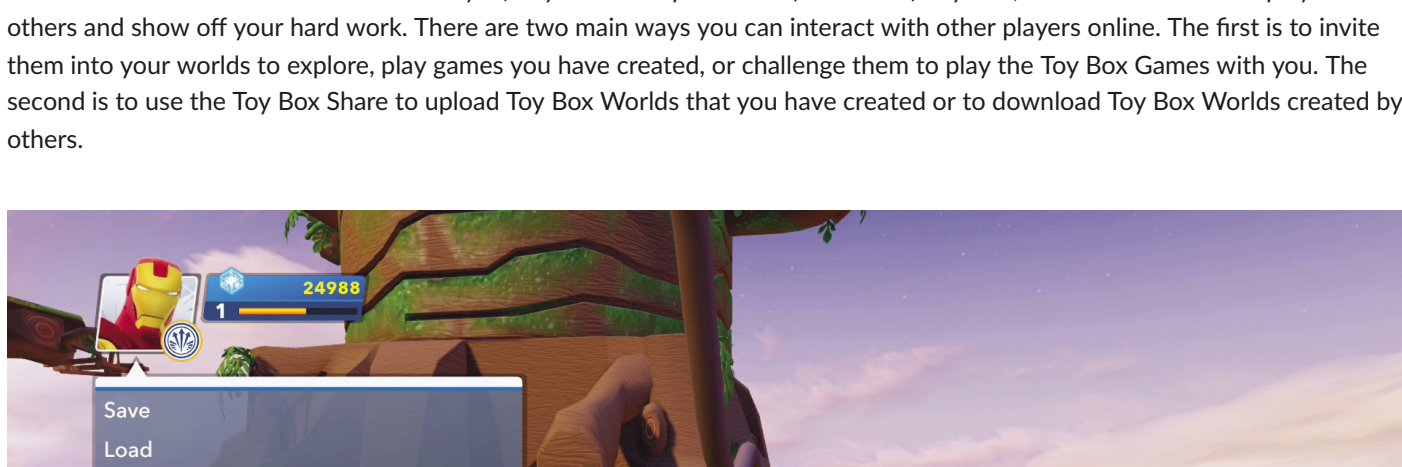 others and show off your hard work. There are two main ways you can interact with other players online. The first is to invite
them into your worlds to explore, play games you have created, or challenge them to play the Toy Box Games with you. The
second is to use the Toy Box Share to upload Toy Box Worlds that you have created or to download Toy Box Worlds created by
others.
24988
1
Save
Load